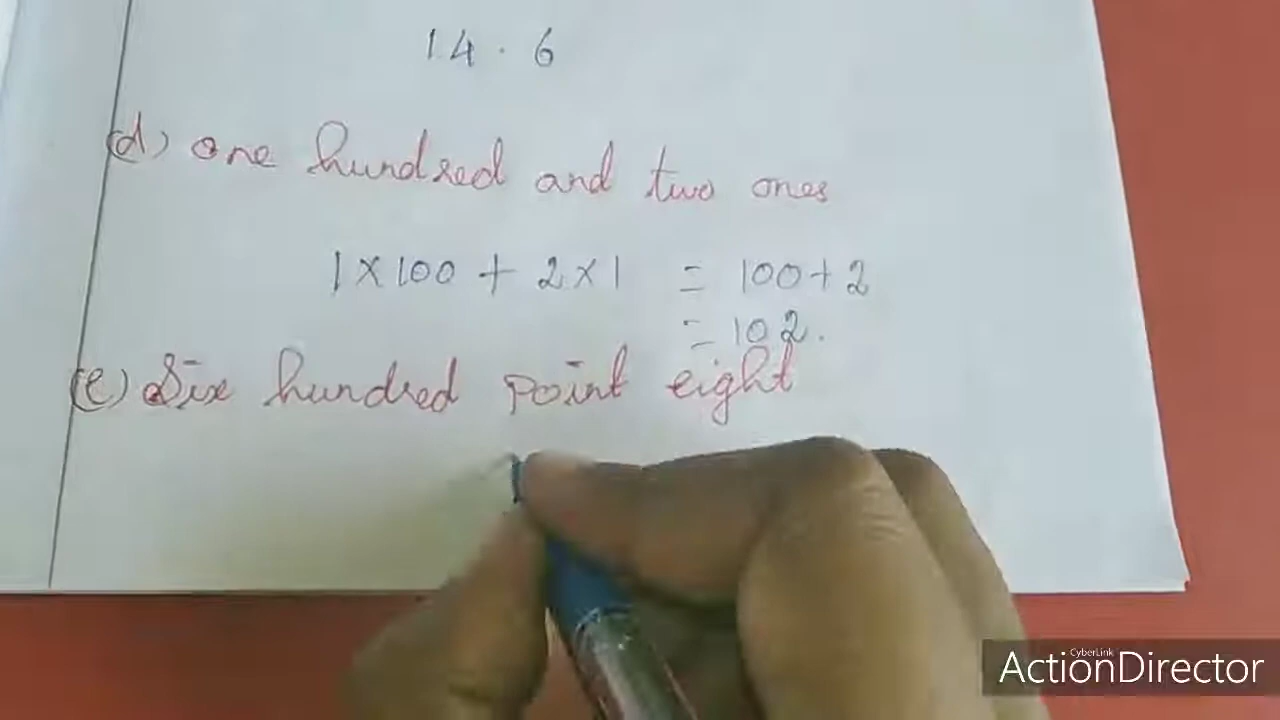 14.6
(d) one hundred and two ones
1 × 100 + 2 × 1 = 100 + 2
= 102.
(e) Six hundred point eight
CyberLink
ActionDirector